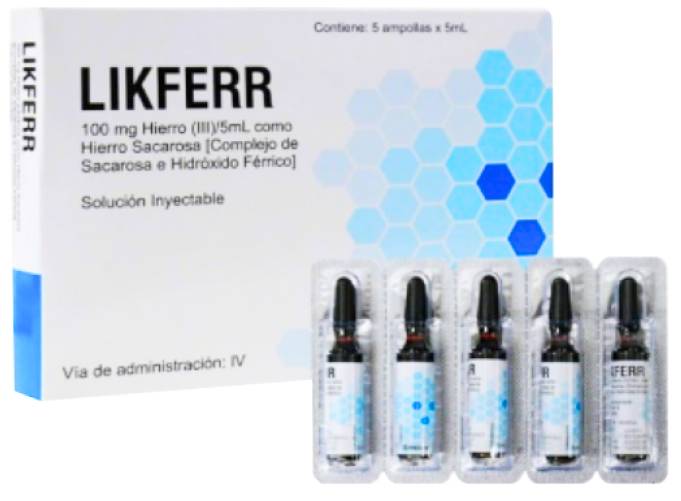 Contiene: 5 ampollas x 5mL
LIKFERR
LIKFERR
100 mg Hierro (III)/5mL como
Hierro Sacarosa [Complejo de
Sacarosa e Hidróxido Férrico]
Solución Inyectable
Vía de administración: IV
R
R
R
R
KFERR